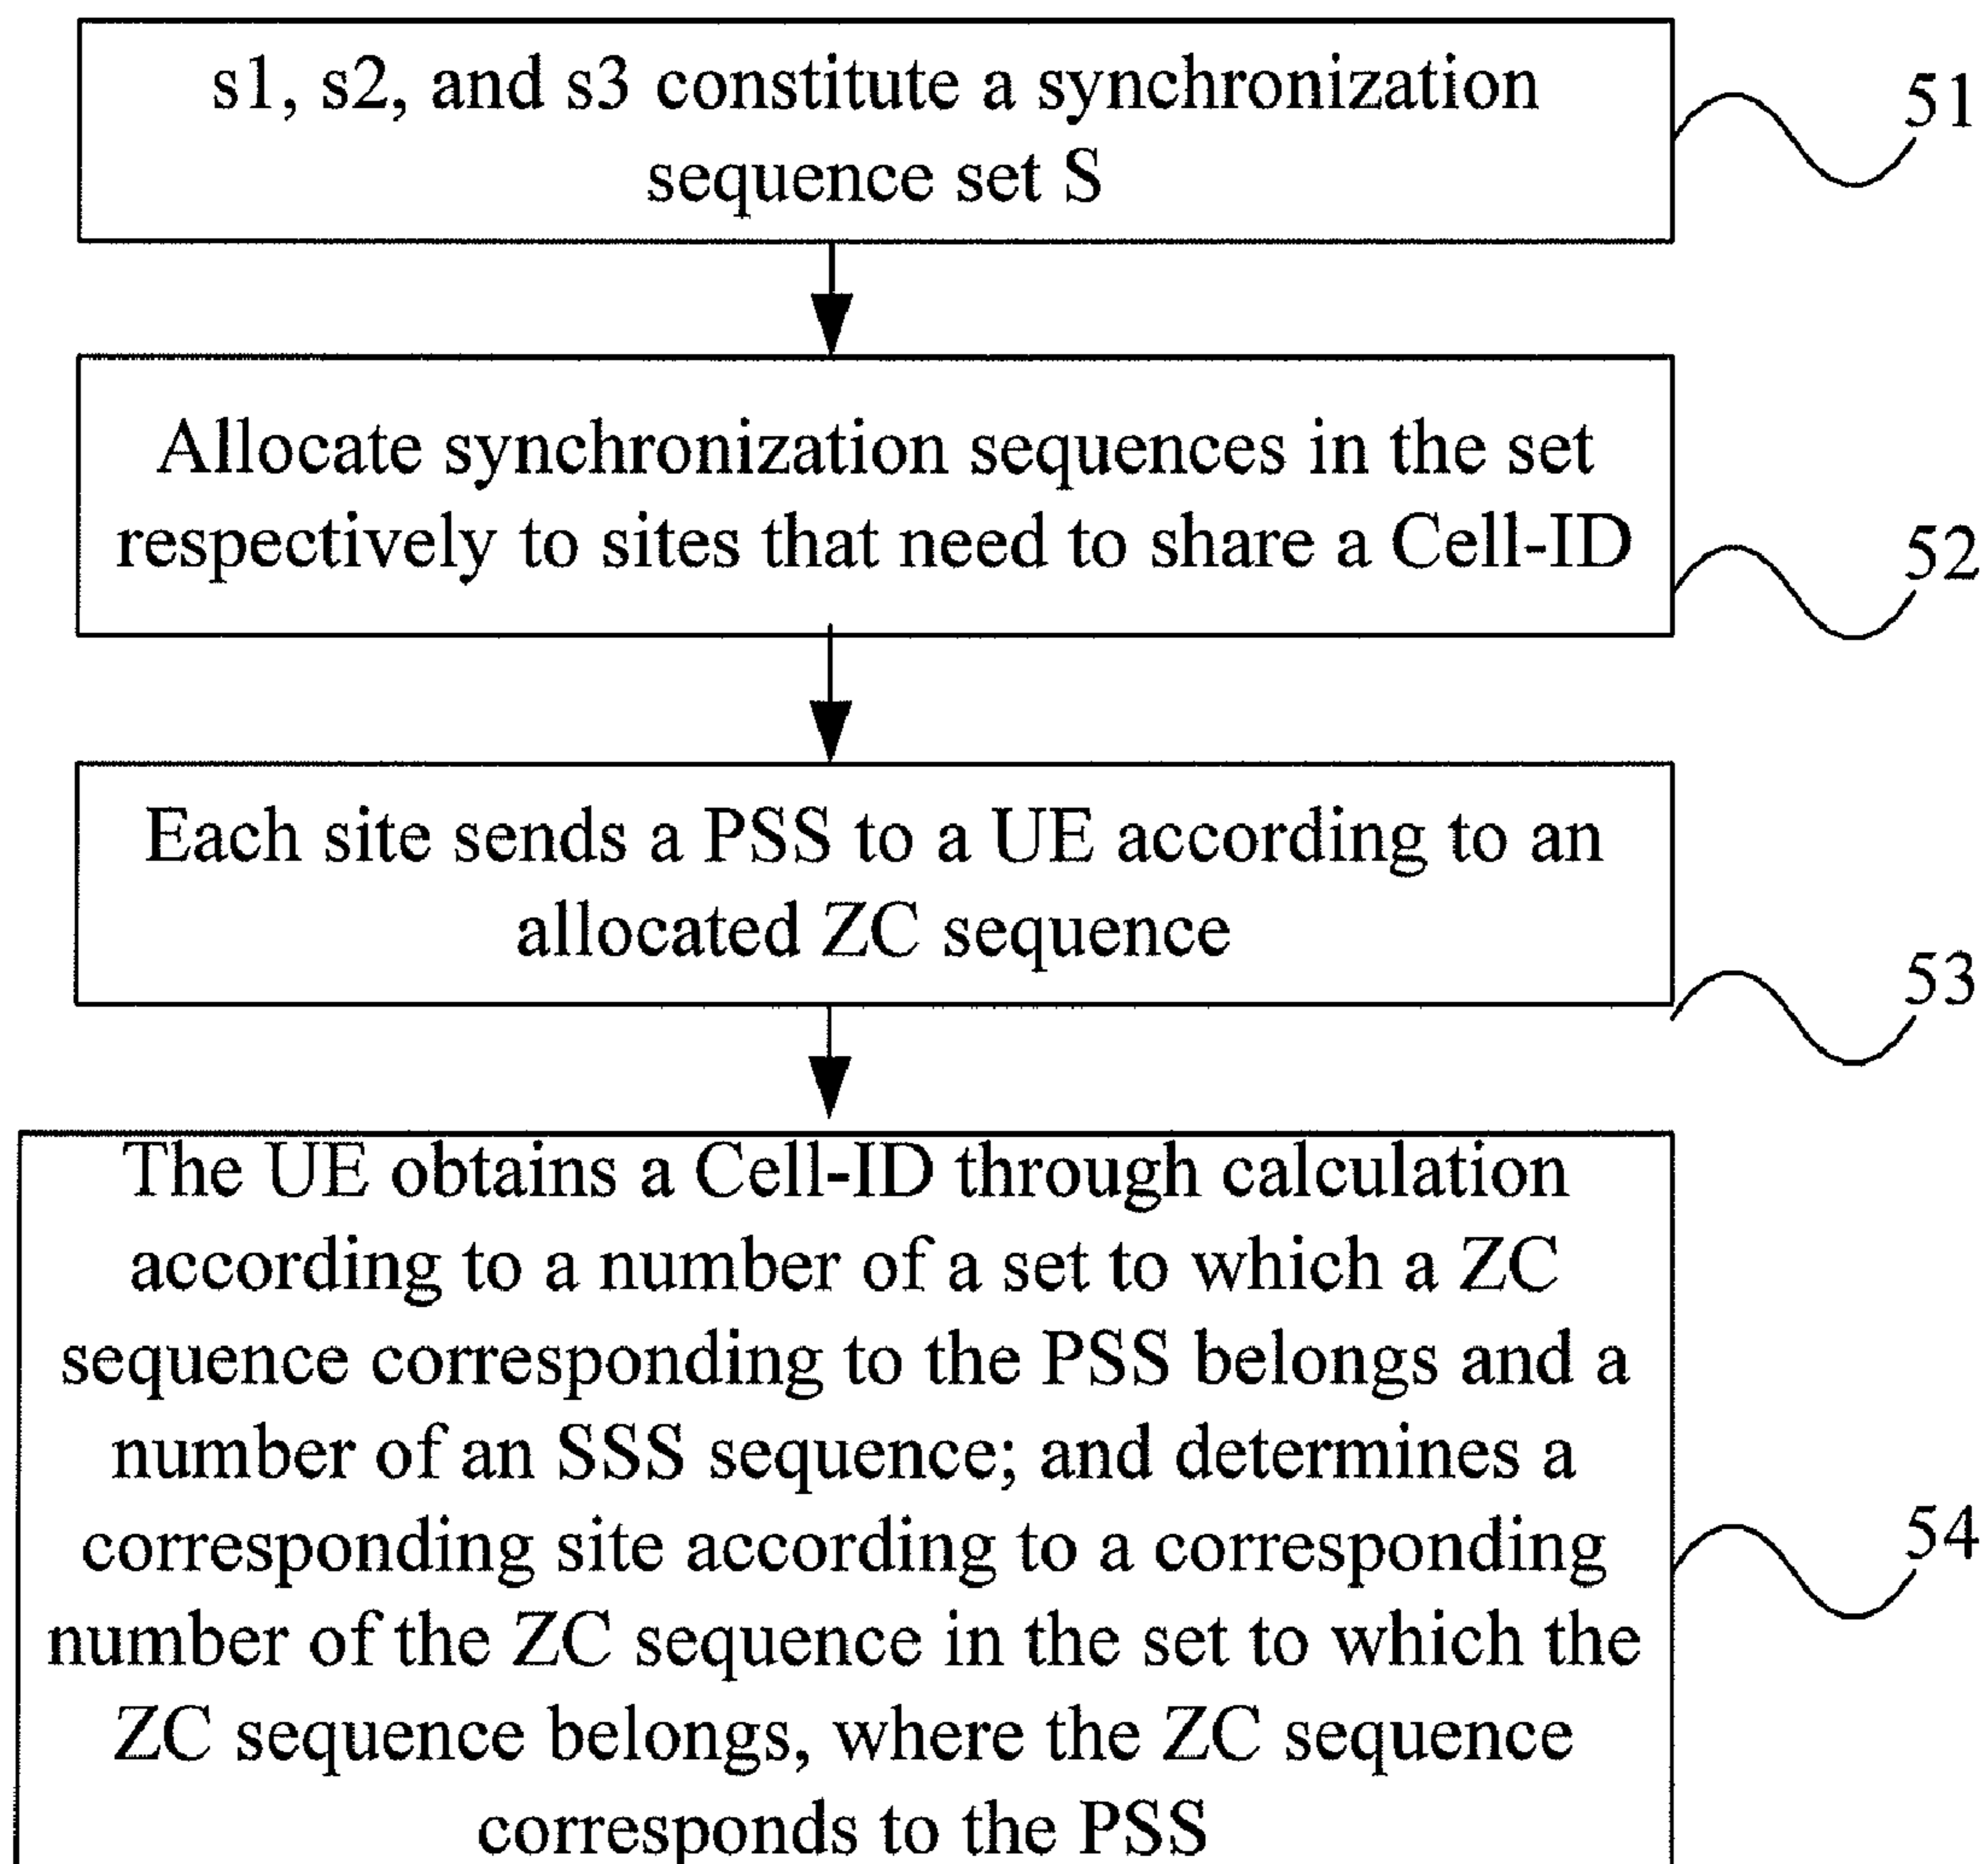 s1, s2, and s3 constitute a synchronization
sequence set S
51
Allocate synchronization sequences in the set
respectively to sites that need to share a Cell-ID
52
Each site sends a PSS to a UE according to an
allocated ZC sequence
53
The UE obtains a Cell-ID through calculation
according to a number of a set to which a ZC
sequence corresponding to the PSS belongs and a
number of an SSS sequence; and determines a
corresponding site according to a corresponding
number of the ZC sequence in the set to which the
ZC sequence belongs, where the ZC sequence
corresponds to the PSS
54